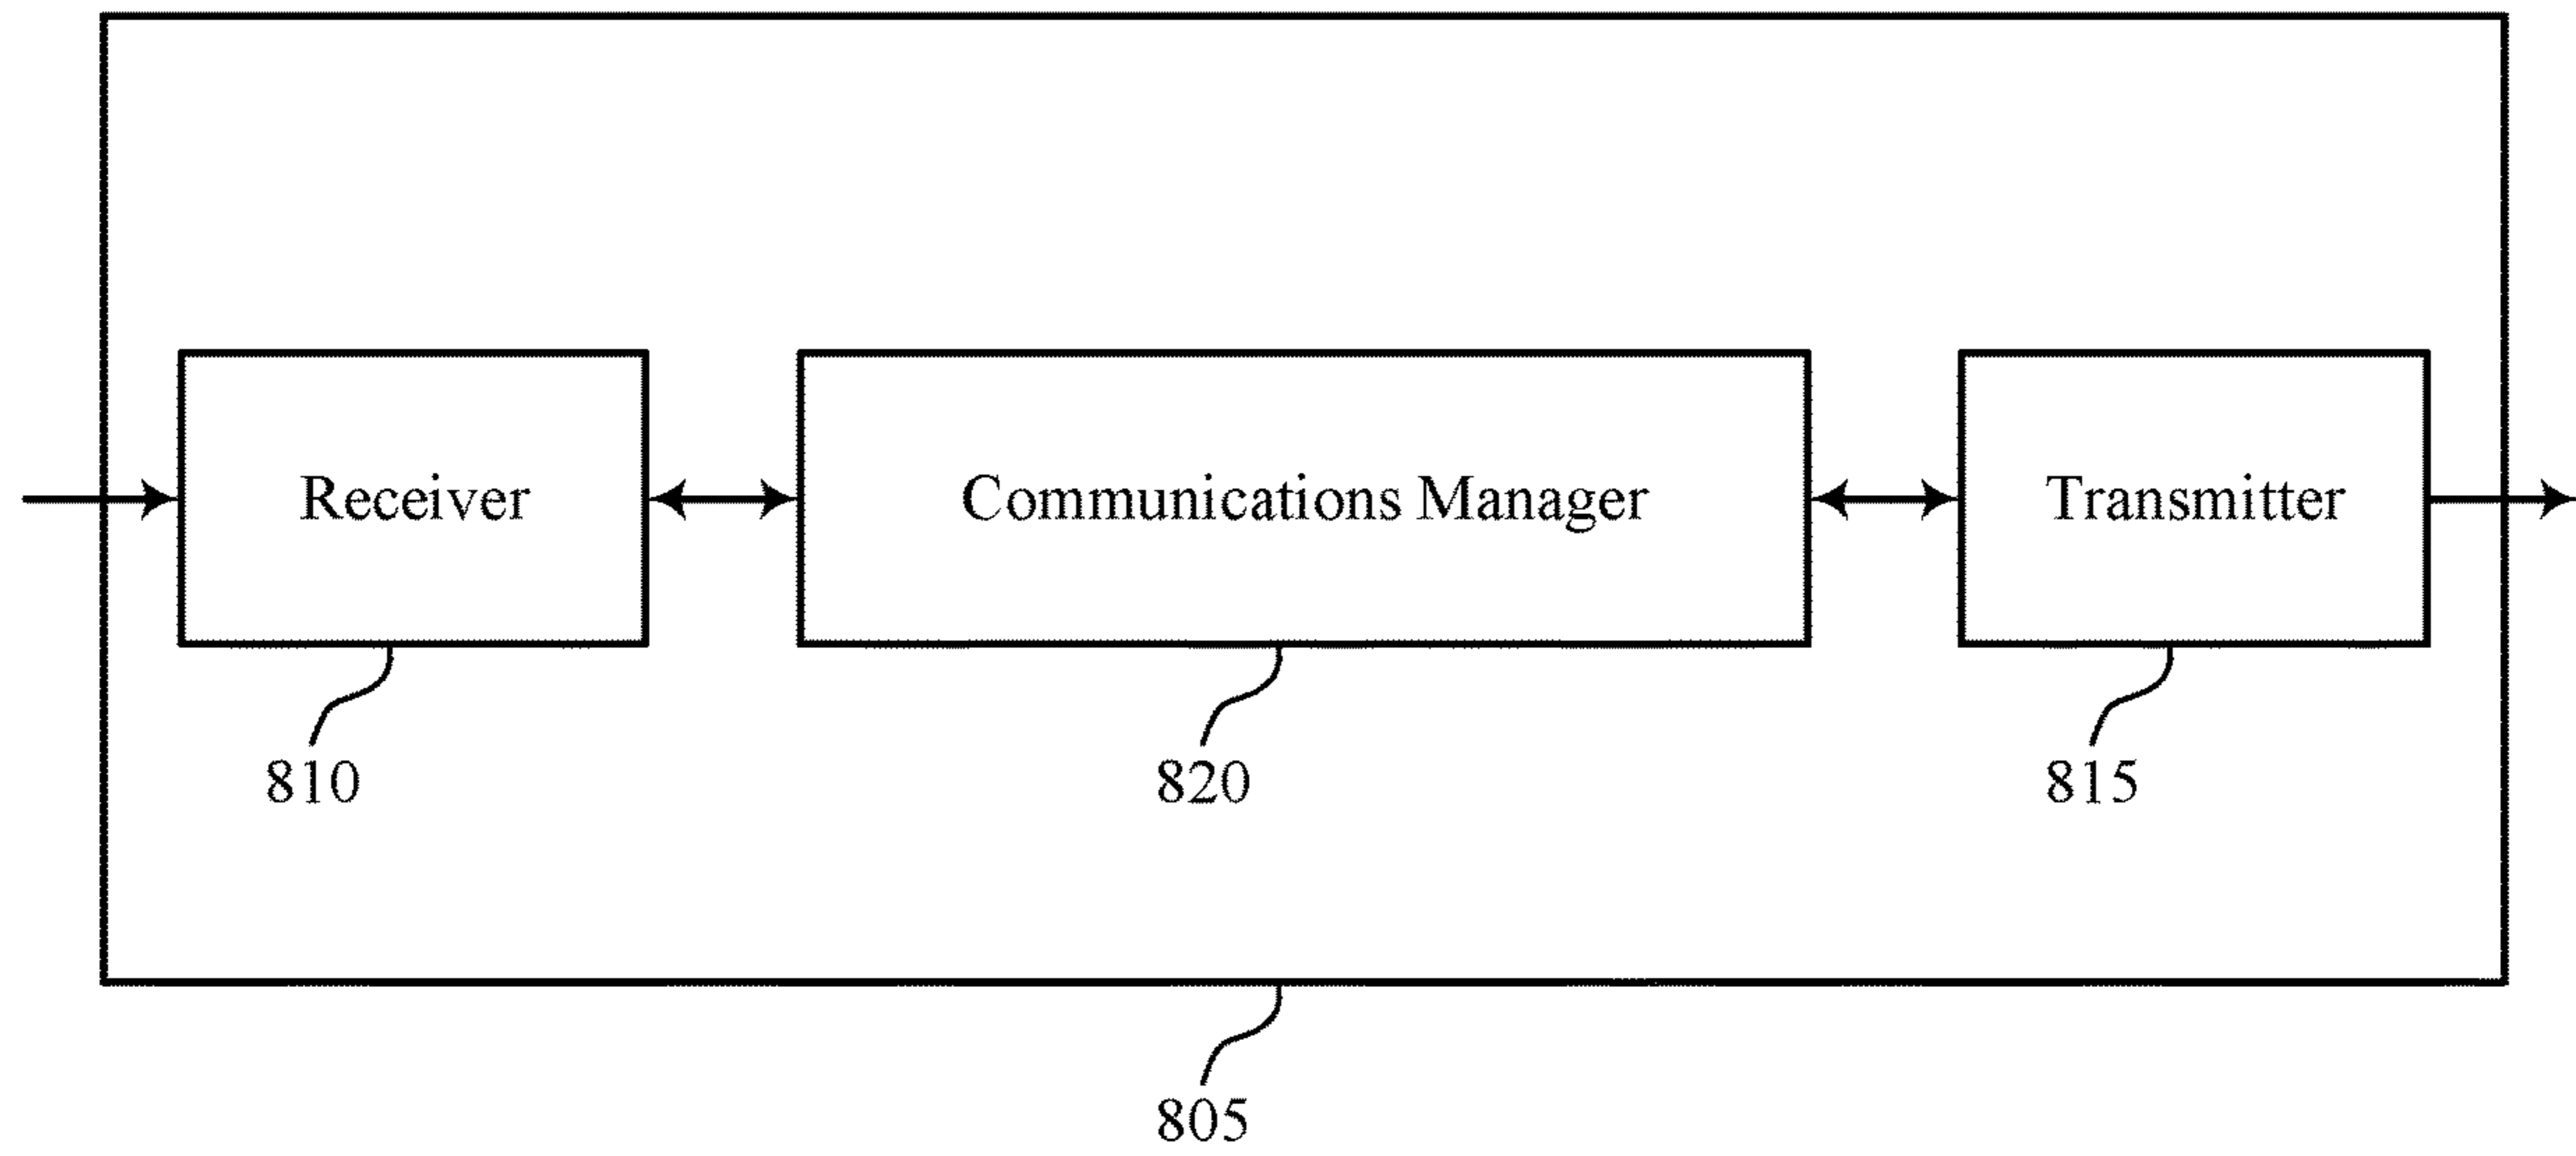 Receiver
Communications Manager
Transmitter
810
820
815
805